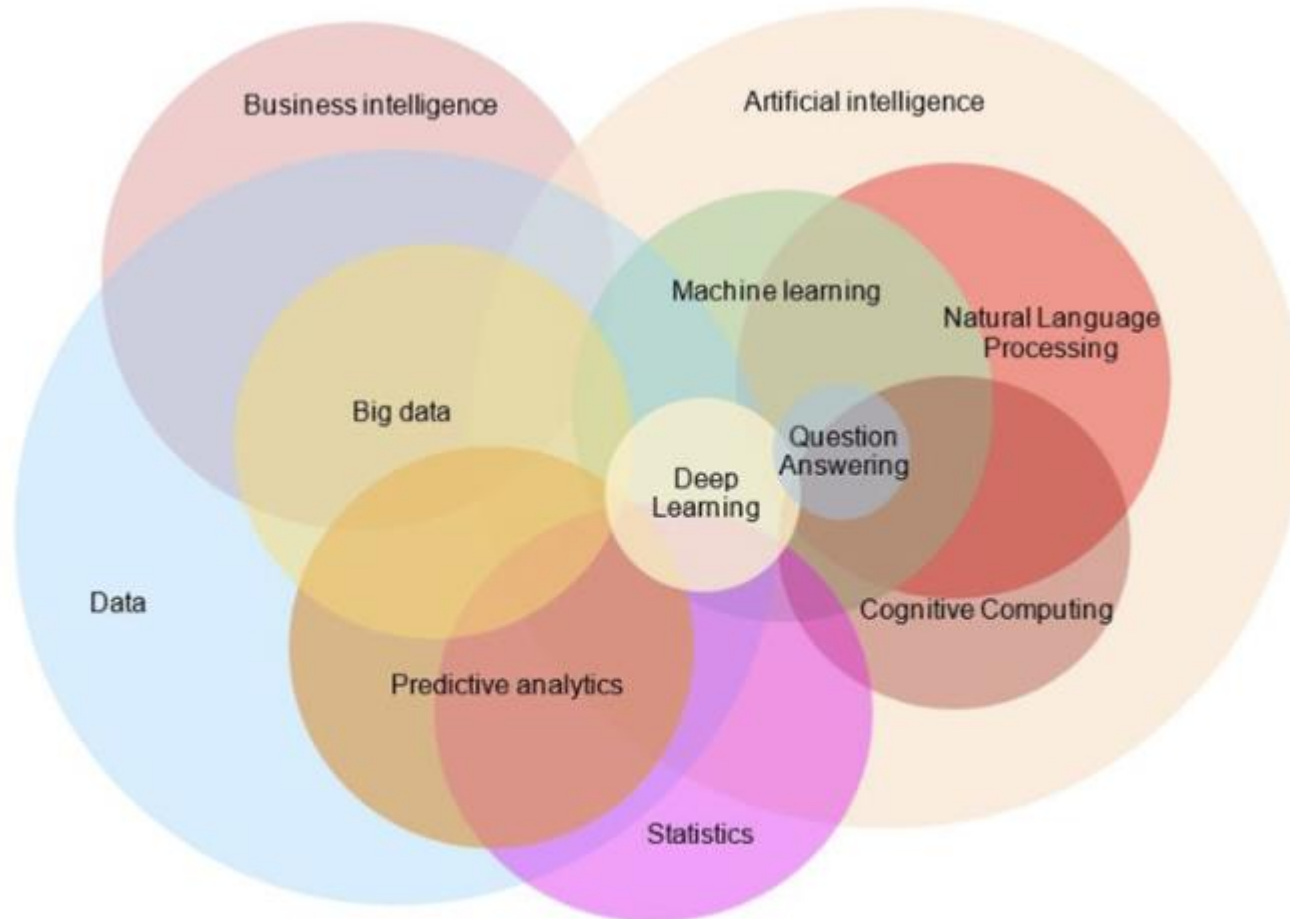 Business intelligence
Artificial intelligence
Machine learning
Natural Language
Processing
Big data
Question
Answering
Deep
Learning
Data
Cognitive Computing
Predictive analytics
Statistics